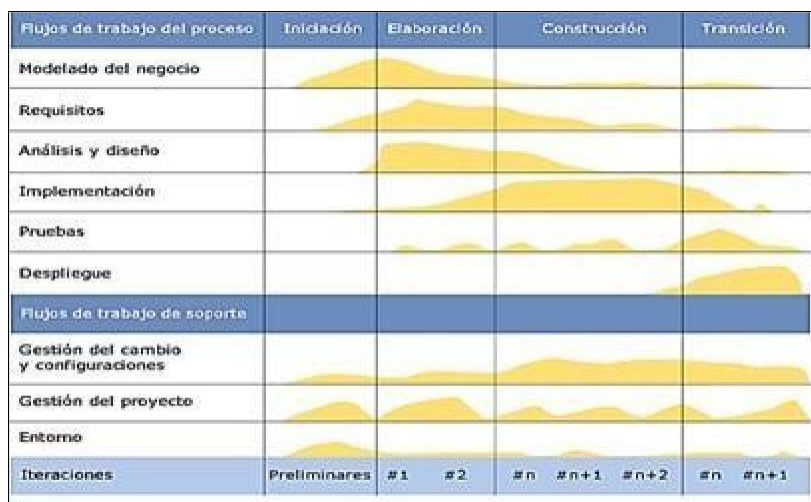 Flujos de trabajo del proceso Iniciación Elaboración Construcción Transición
Modelado del negocio
Requisitos
Análisis y diseño
Implementación
Pruebas
Despliegue
Flujos de trabajo de soporte
Gestión del cambio
y configuraciones
Gestión del proyecto
Entorno
Iteraciones Preliminares #1 #2 #n #n+1 #n+2 #n #n+1